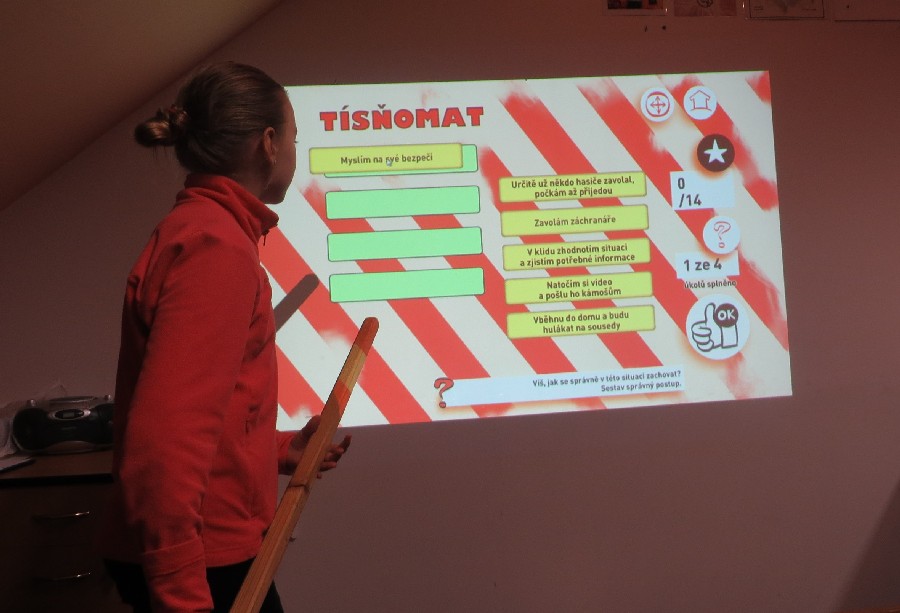 TÍSŇOMAT
Myslím na své bezpečí
Určitě už někdo hasiče zavolal,
počkám až přijedou
Zavolám záchranáře
V klidu zhodnotím situaci
a zjistím potřebné informace
Natočím si video
a pošlu ho kámošům
Vběhnu do domu a budu
hulákat na sousedy
0
/14
?
1 ze 4
úkolů splněno
OK
?
Víš, jak se správně v této situaci zachovat?
Sestav správný postup.